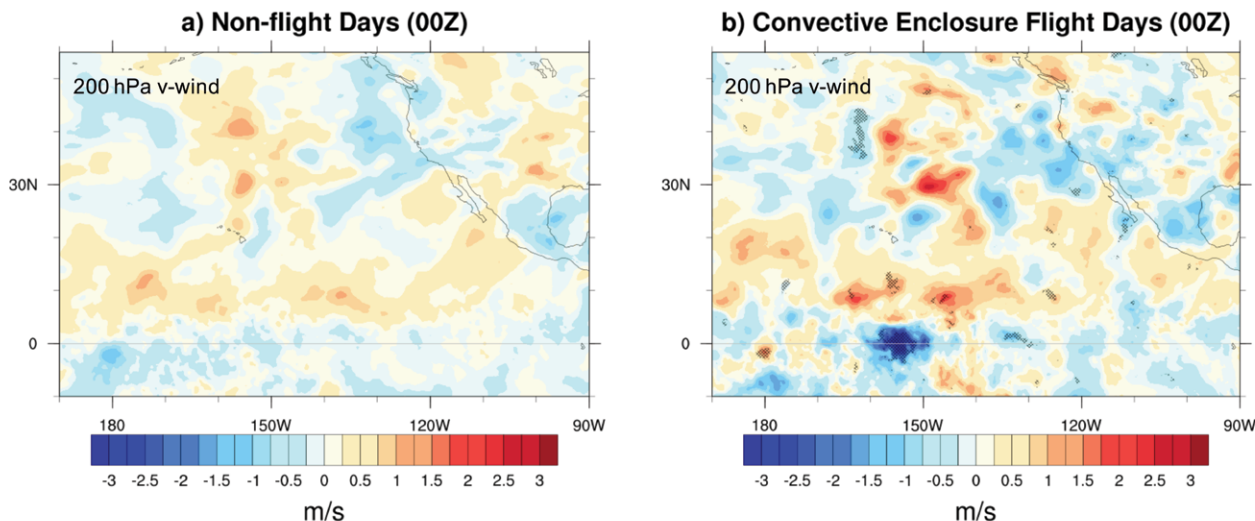 a) Non-flight Days (00Z)
200 hPa v-wind
30N
0
180 150W 120W 90W
-3 -2.5 -2 -1.5 -1 -0.5 0 0.5 1 1.5 2 2.5 3
m/s
b) Convective Enclosure Flight Days (00Z)
200 hPa v-wind
30N
0
180 150W 120W 90W
-3 -2.5 -2 -1.5 -1 -0.5 0 0.5 1 1.5 2 2.5 3
m/s